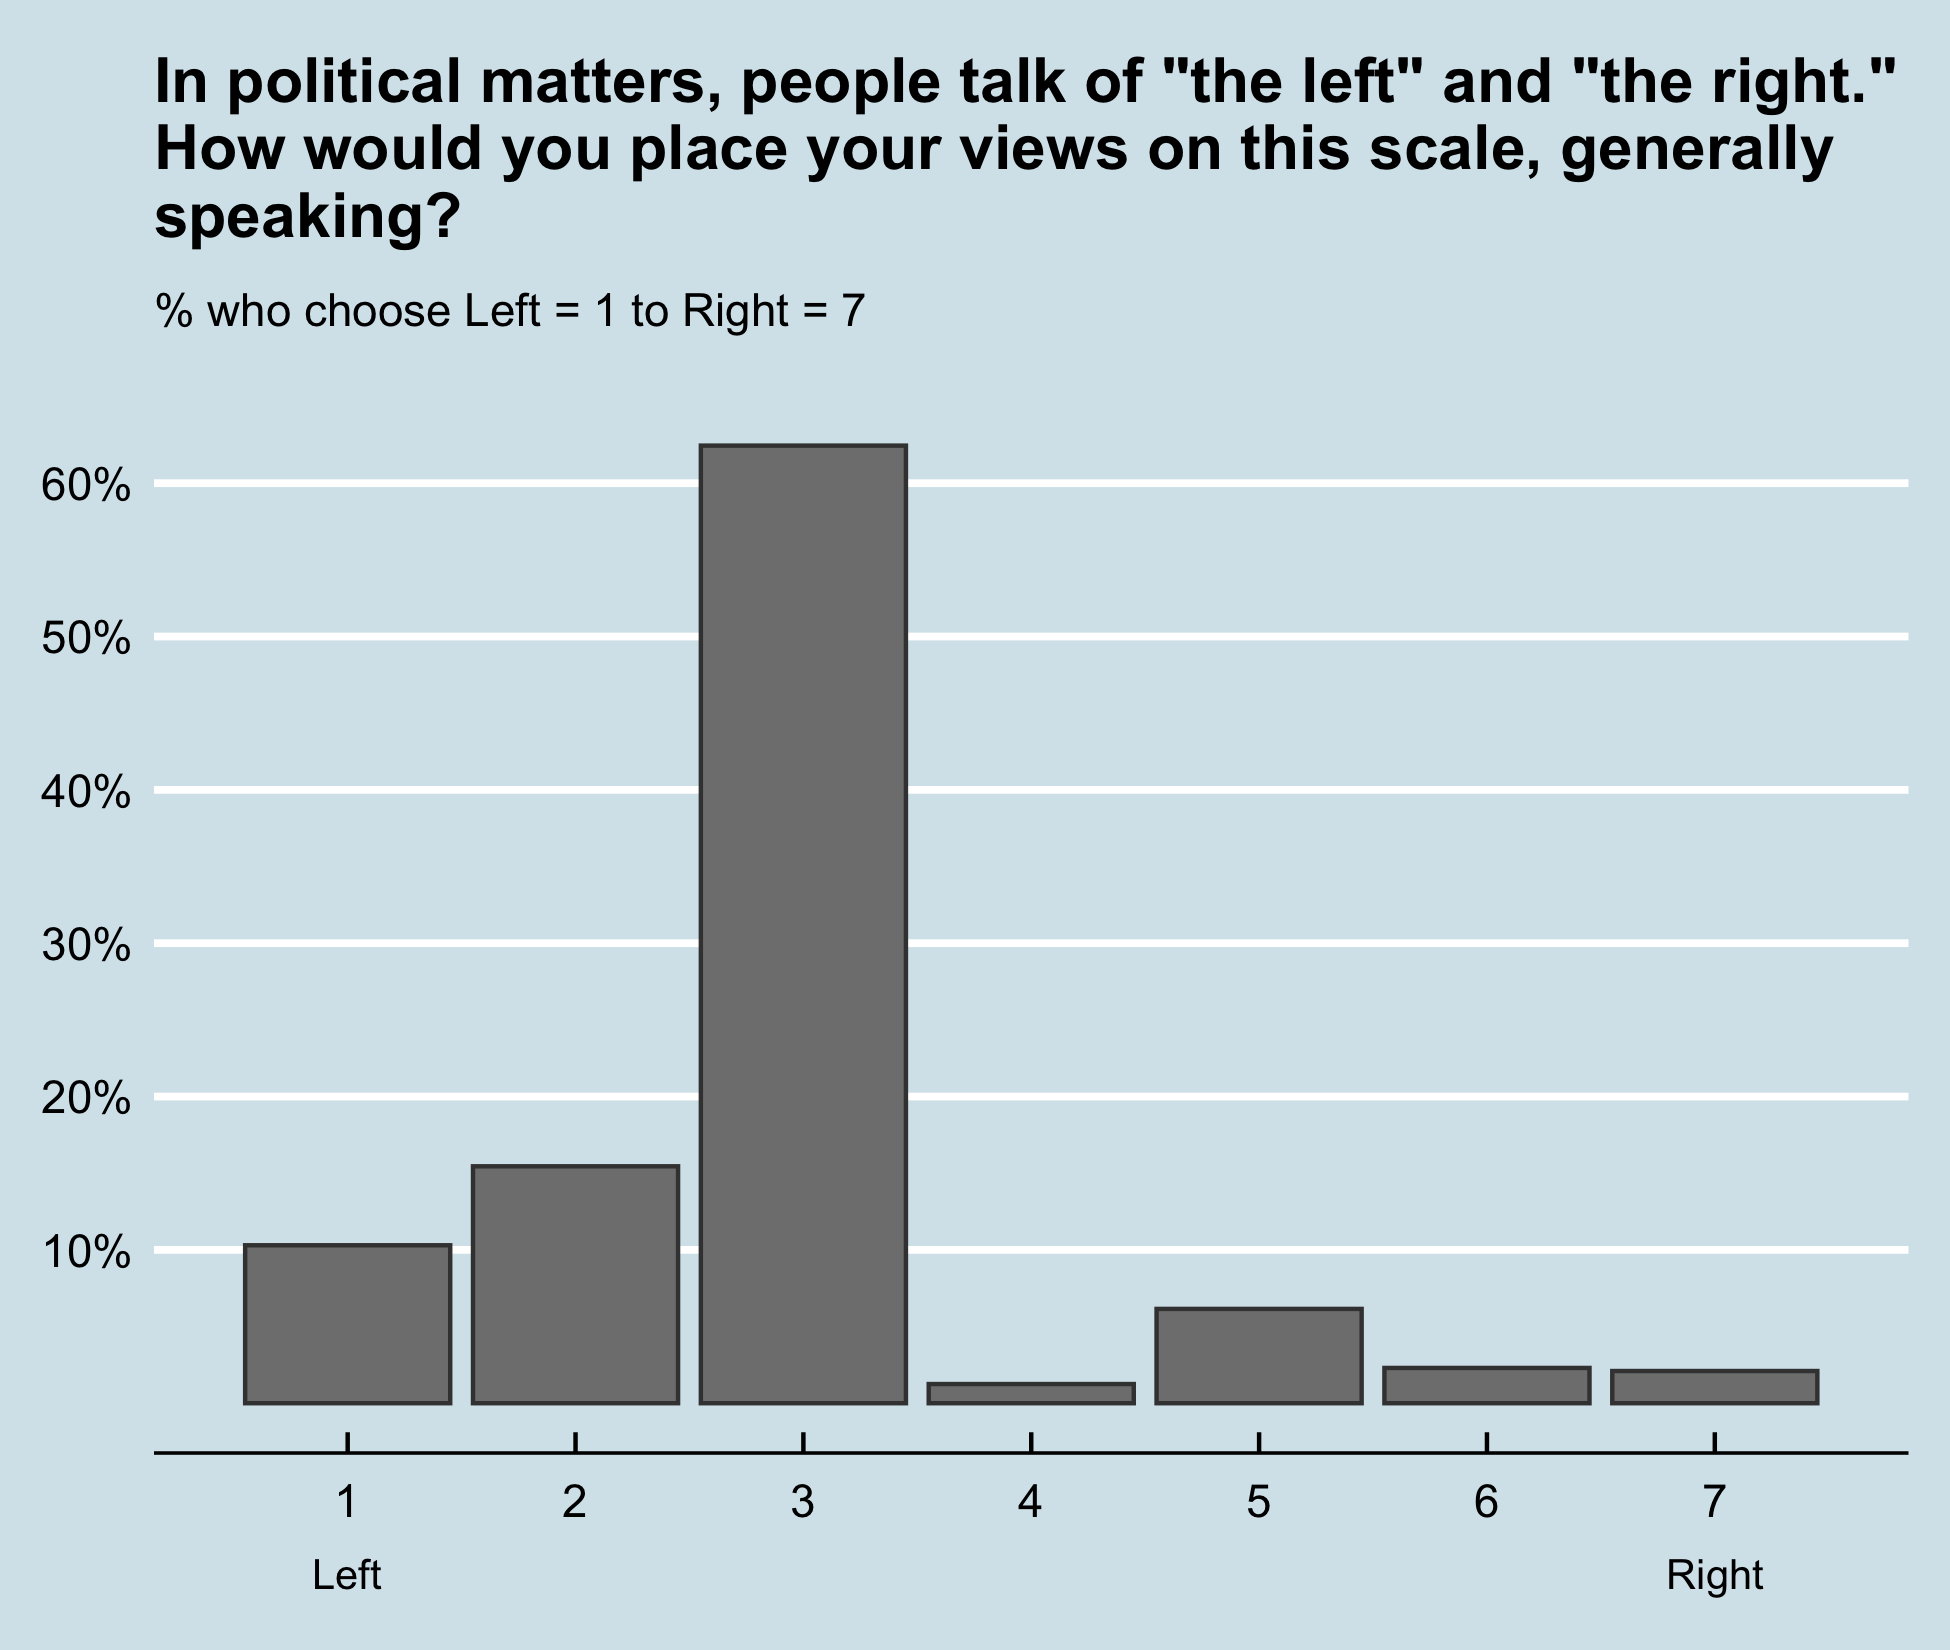 In political matters, people talk of "the left" and "the right."
How would you place your views on this scale, generally
speaking?
% who choose Left = 1 to Right = 7
60%
50%
40%
30%
20%
10%
1 2 3 4 5 6 7
Left Right